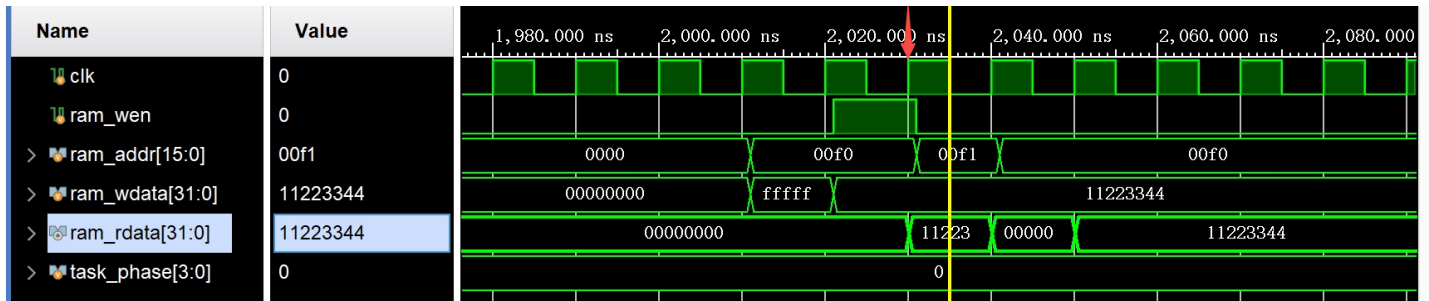 Name Value 1,980.000 ns 2,000.000 ns 2,020.000 ns 2,040.000 ns 2,060.000 ns 2,080.000
clk 0
ram_wen 0
ram_addr[15:0] 00f1 0000 00f0 00f1 00f0
ram_wdata[31:0] 11223344 00000000 fffff 11223344
ram_rdata[31:0] 11223344 00000000 11223 00000 11223344
task_phase[3:0] 0 0